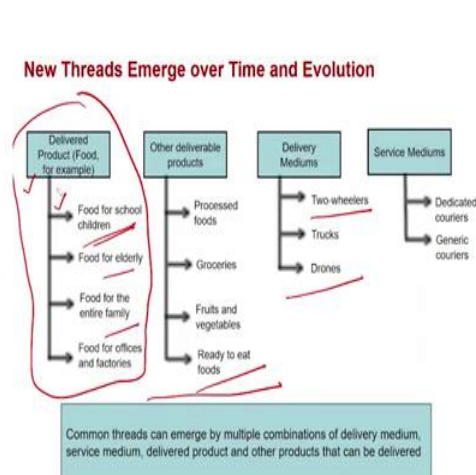 New Threads Emerge over Time and Evolution
Delivered
Product (Food,
for example)
Food for school
children
Food for elderly
Food for the
entire family
Food for offices
and factories
Other deliverable
products
Processed
foods
Groceries
Fruits and
vegetables
Ready to eat
foods
Delivery
Mediums
Two-wheelers
Trucks
Drones
Service Mediums
Dedicated
couriers
Generic
couriers
Common threads can emerge by multiple combinations of delivery medium,
service medium, delivered product and other products that can be delivered